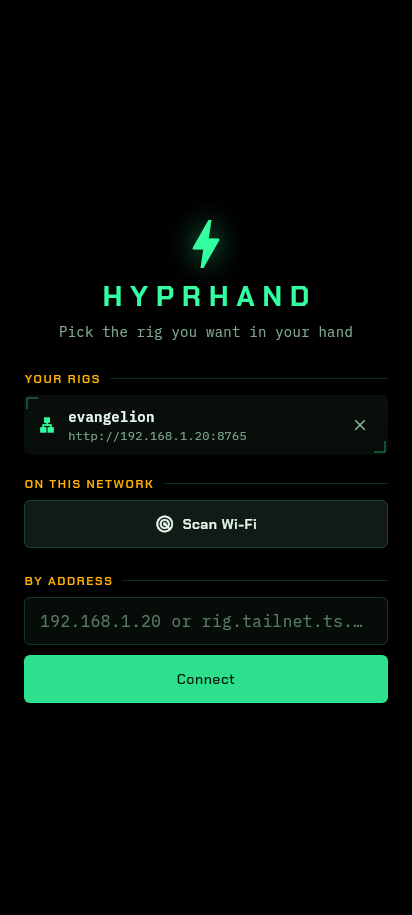 HYPRHAND
Pick the rig you want in your hand
YOUR RIGS
evangelion
http://192.168.1.20:8765
ON THIS NETWORK
Scan Wi-Fi
BY ADDRESS
192.168.1.20 or rig.tailnet.ts.…
Connect